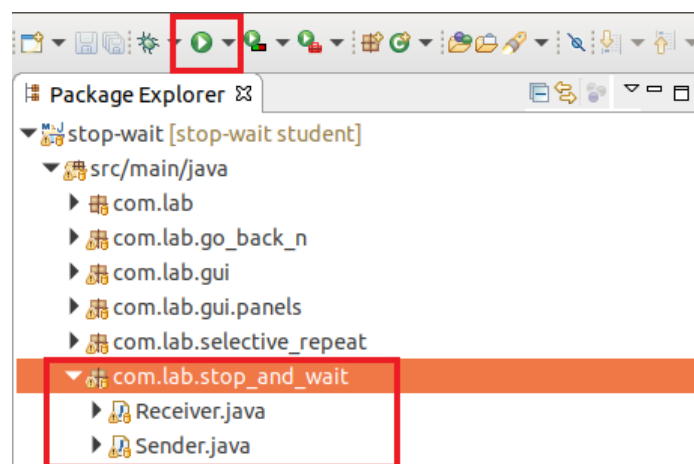 Package Explorer
stop-wait [stop-wait student]
src/main/java
com.lab
com.lab.go_back_n
com.lab.gui
com.lab.gui.panels
com.lab.selective_repeat
com.lab.stop_and_wait
Receiver.java
Sender.java